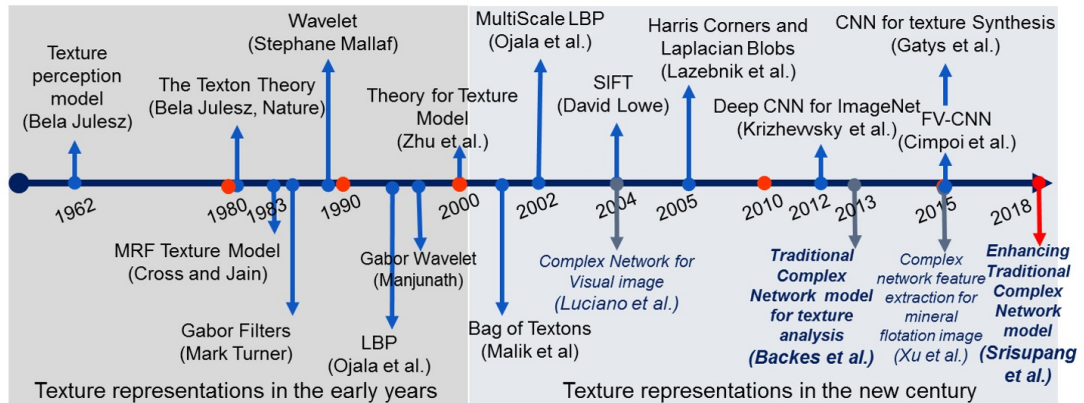 Texture
perception
model
(Bela Julesz)
The Texton Theory
(Bela Julesz, Nature)
Wavelet
(Stephane Mallaf)
Theory for Texture
Model
(Zhu et al.)
MultiScale LBP
(Ojala et al.)
SIFT
(David Lowe)
Harris Corners and
Laplacian Blobs
(Lazebnik et al.)
Deep CNN for ImageNet
(Krizhevvsky et al.)
CNN for texture Synthesis
(Gatys et al.)
FV-CNN
(Cimpoi et al.)
1962
1980
1983
1990
2000
2002
2004
2005
2010
2012
2013
2015
2018
MRF Texture Model
(Cross and Jain)
Gabor Filters
(Mark Turner)
LBP
(Ojala et al.)
Gabor Wavelet
(Manjunath)
Bag of Textons
(Malik et al)
Complex Network for
Visual image
(Luciano et al.)
Traditional
Complex
Network model
for texture
analysis
(Backes et al.)
Complex
network feature
extraction for
mineral
flotation image
(Xu et al.)
Enhancing
Traditional
Complex
Network
model
(Srisupang
et al.)
Texture representations in the early years
Texture representations in the new century